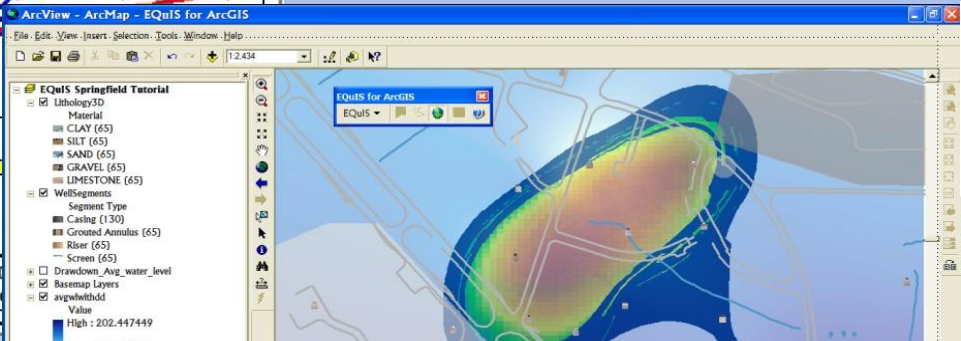 ArcView - ArcMap - EQuIS for ArcGIS
File Edit View Insert Selection Tools Window Help
1:2,434
EQuIS Springfield Tutorial
Lithology3D
Material
CLAY (65)
SILT (65)
SAND (65)
GRAVEL (65)
LIMESTONE (65)
WellSegments
Segment Type
Casing (130)
Grouted Annulus (65)
Riser (65)
Screen (65)
Drawdown_Avg_water_level
Basemap Layers
avgwlwithdd
Value
High : 202.447449
EQuIS for ArcGIS
EQuIS